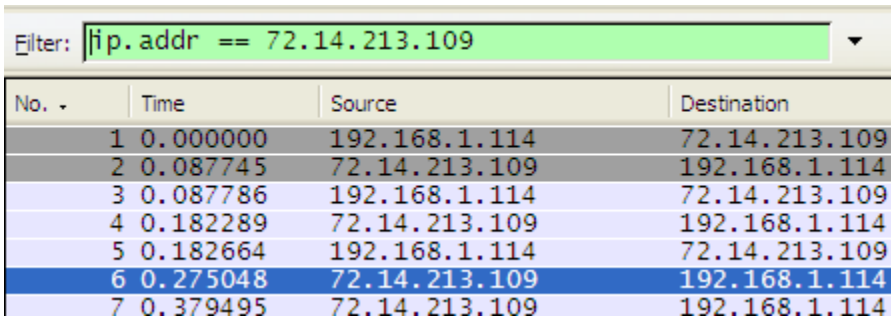 Filter: ip.addr == 72.14.213.109
No. Time Source Destination
1 0.000000 192.168.1.114 72.14.213.109
2 0.087745 72.14.213.109 192.168.1.114
3 0.087786 192.168.1.114 72.14.213.109
4 0.182289 72.14.213.109 192.168.1.114
5 0.182664 192.168.1.114 72.14.213.109
6 0.275048 72.14.213.109 192.168.1.114
7 0.379495 72.14.213.109 192.168.1.114